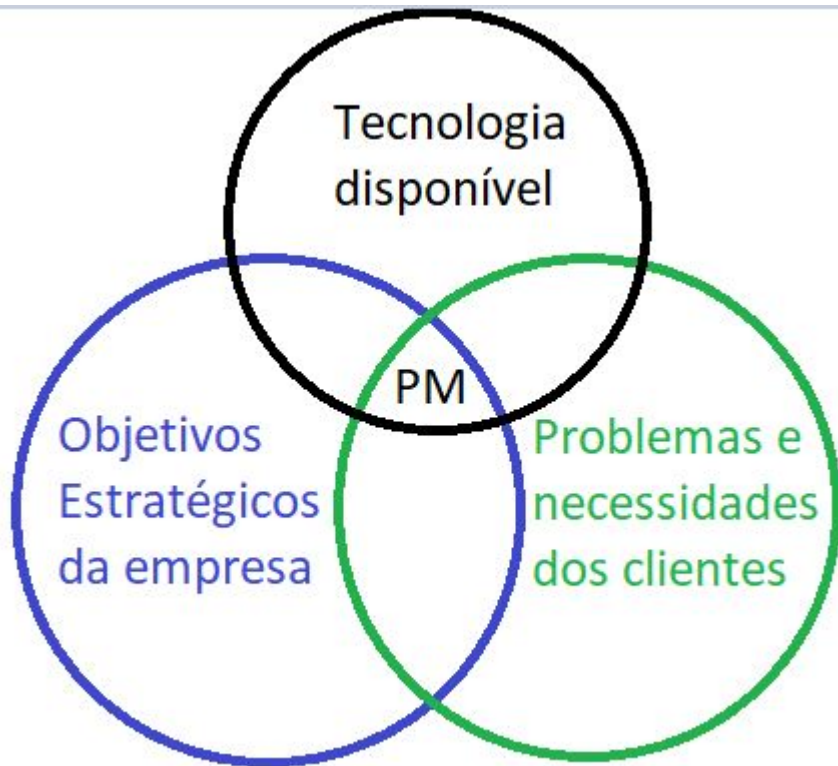 Tecnologia
disponível
PM
Objetivos
Estratégicos
da empresa
Problemas e
necessidades
dos clientes